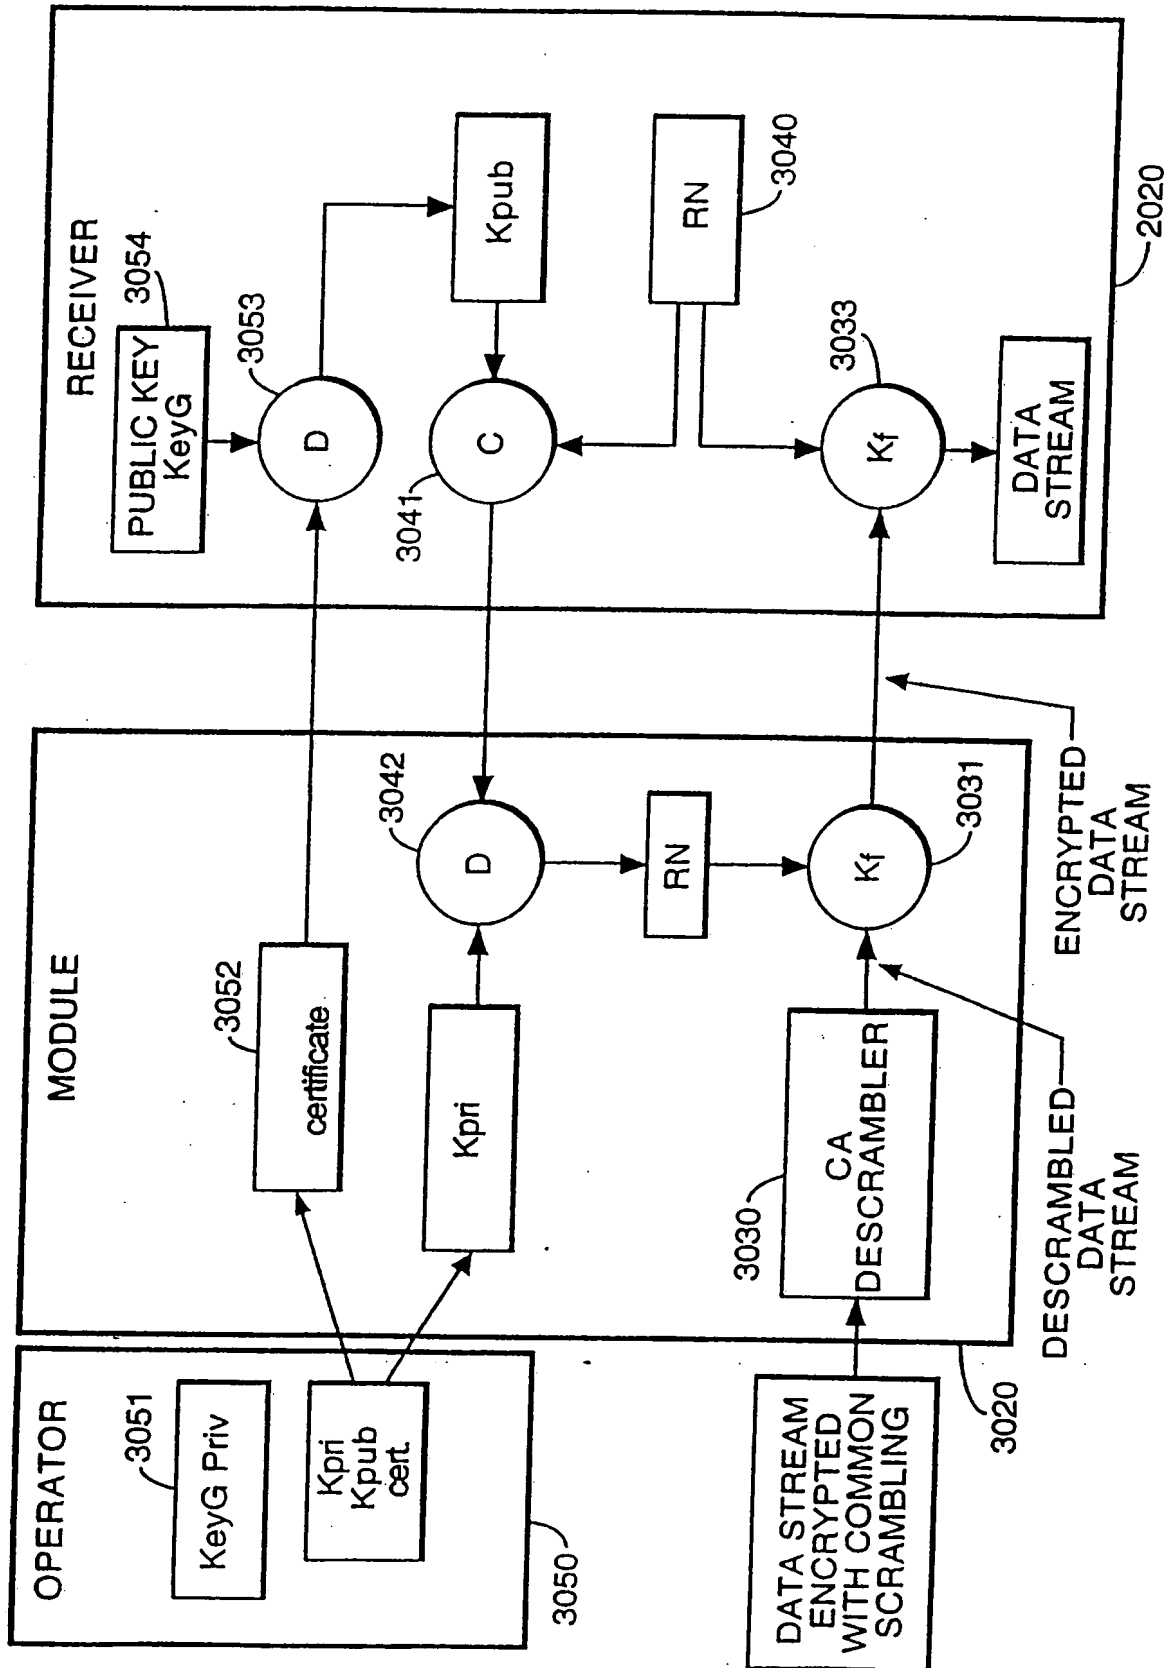 OPERATOR
KeyG Priv
3051
Kpri
Kpub
cert.
3050
DATA STREAM
ENCRYPTED
WITH COMMON
SCRAMBLING
MODULE
certificate
3052
Kpri
D
3042
RN
CA
DESCRAMBLER
3030
Kf
3031
3020
DESCRAMBLED
DATA
STREAM
ENCRYPTED
DATA
STREAM
RECEIVER
PUBLIC KEY
KeyG
3054
D
3053
Kpub
C
3041
RN
3040
Kf
3033
DATA
STREAM
2020